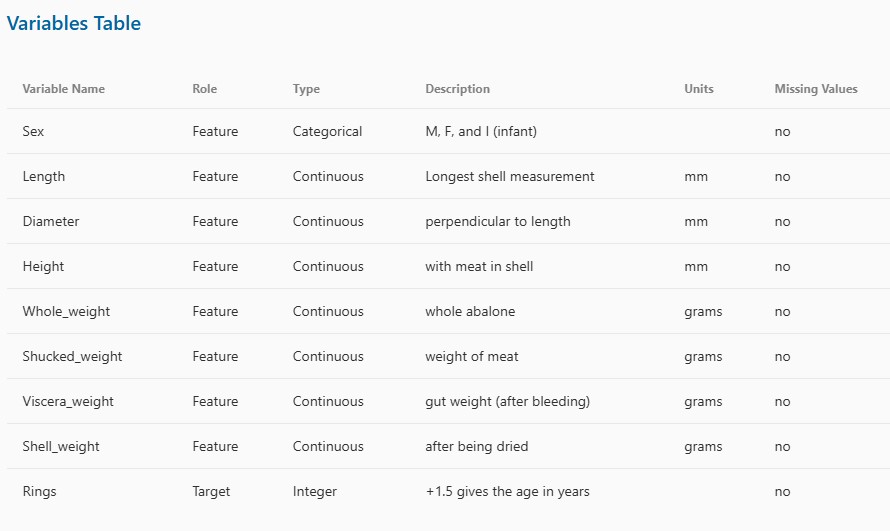 Variables Table
Variable Name Role Type Description Units Missing Values
Sex Feature Categorical M, F, and I (infant) no
Length Feature Continuous Longest shell measurement mm no
Diameter Feature Continuous perpendicular to length mm no
Height Feature Continuous with meat in shell mm no
Whole_weight Feature Continuous whole abalone grams no
Shucked_weight Feature Continuous weight of meat grams no
Viscera_weight Feature Continuous gut weight (after bleeding) grams no
Shell_weight Feature Continuous after being dried grams no
Rings Target Integer +1.5 gives the age in years no